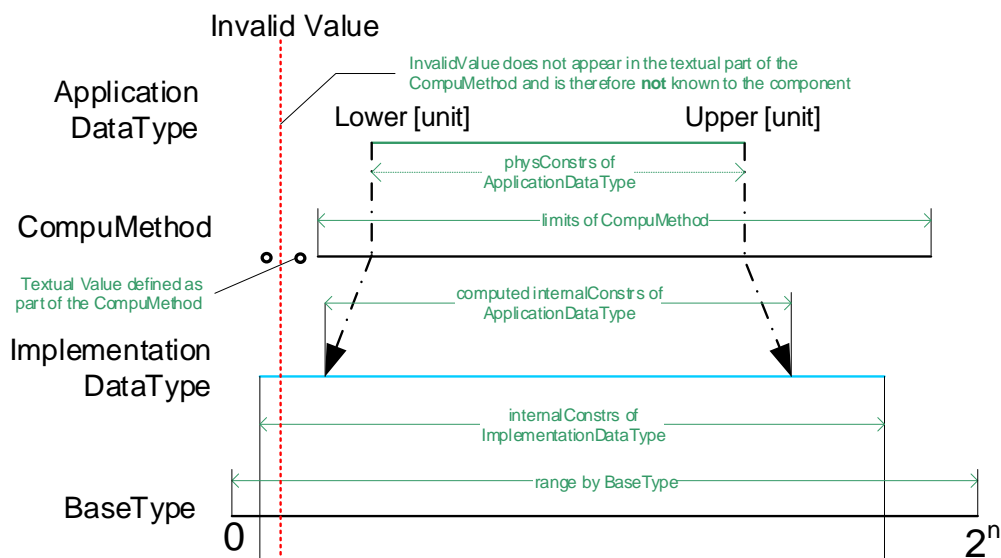 Invalid Value
InvalidValue does not appear in the textual part of the
CompuMethod and is therefore not known to the component
Application
DataType
Lower [unit]
Upper [unit]
physConstrs of
ApplicationDataType
CompuMethod
limits of CompuMethod
Textual Value defined as
part of the CompuMethod
computed internalConstrs of
ApplicationDataType
Implementation
DataType
internalConstrs of
ImplementationDataType
range by BaseType
BaseType
0
2^n